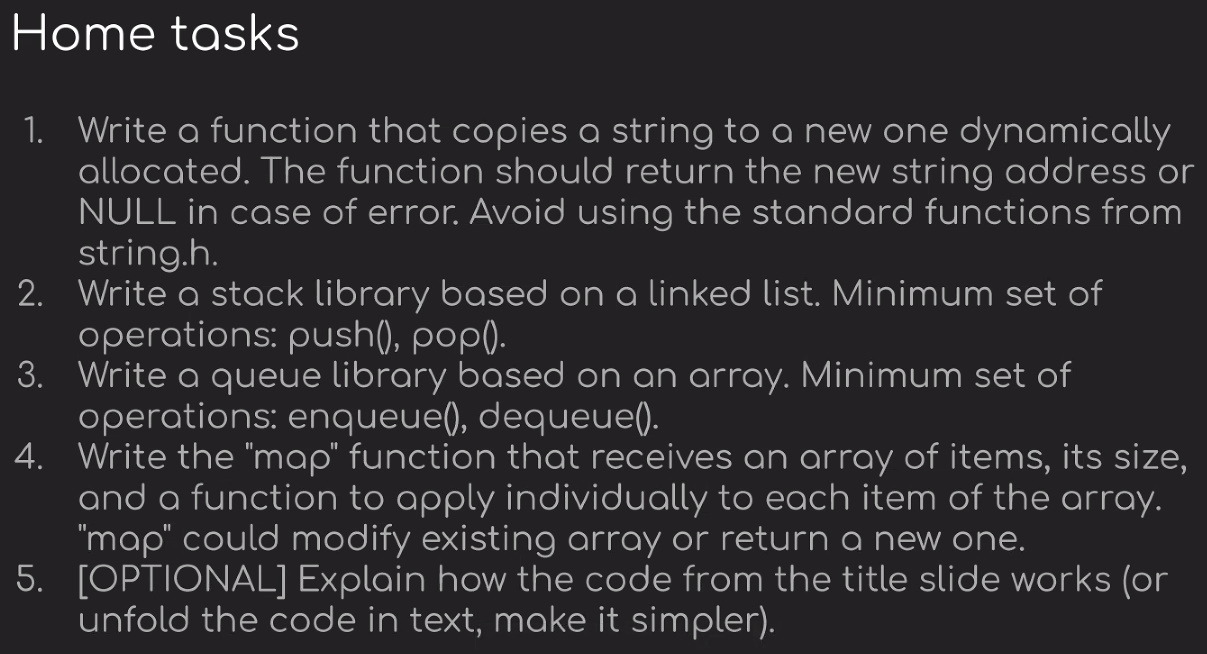 Home tasks
1. Write a function that copies a string to a new one dynamically
allocated. The function should return the new string address or
NULL in case of error. Avoid using the standard functions from
string.h.
2. Write a stack library based on a linked list. Minimum set of
operations: push(), pop().
3. Write a queue library based on an array. Minimum set of
operations: enqueue(), dequeue().
4. Write the "map" function that receives an array of items, its size,
and a function to apply individually to each item of the array.
"map" could modify existing array or return a new one.
5. [OPTIONAL] Explain how the code from the title slide works (or
unfold the code in text, make it simpler).